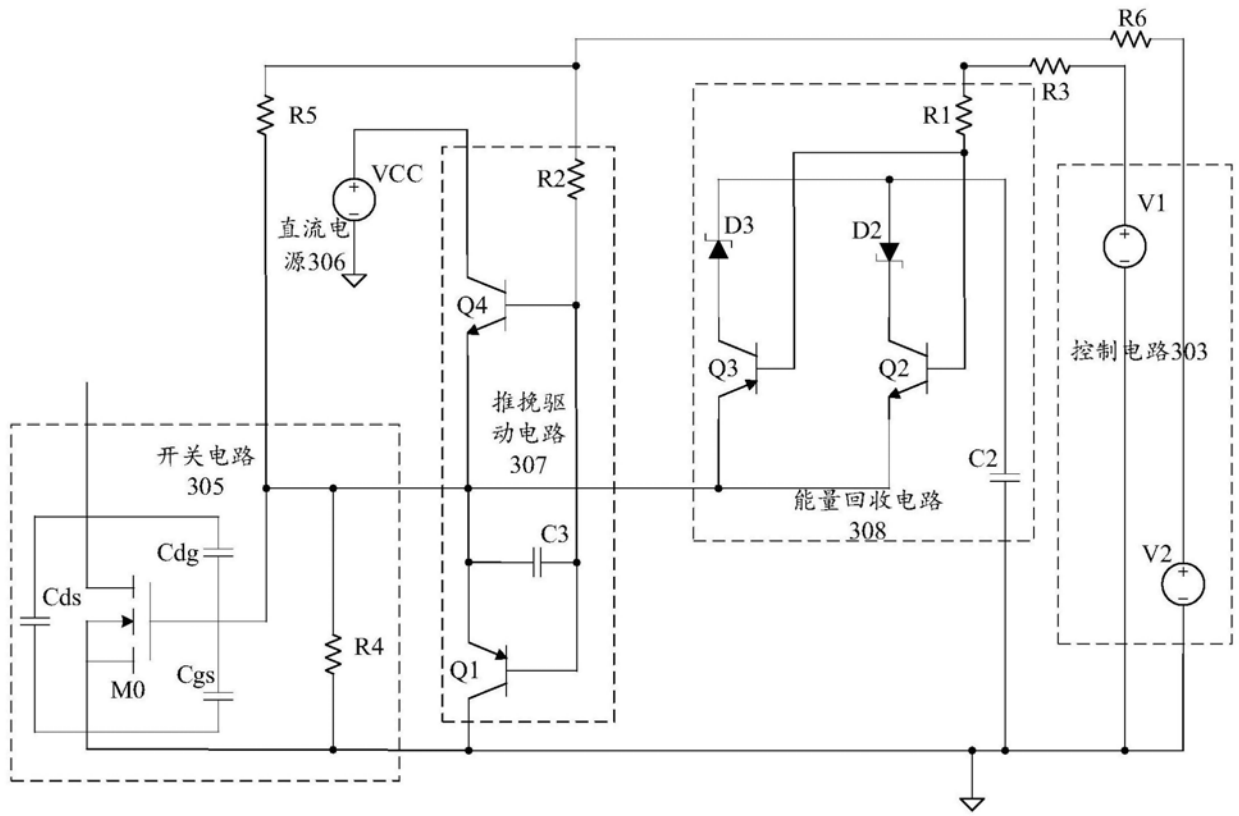 R6
R3
R5
R1
VCC
R2
V1
直流电
源306
D3
D2
Q4
Q3
Q2
控制电路303
推挽驱
动电路
307
开关电路
305
C2
能量回收电路
308
C3
Cdg
V2
Cds
R4
Q1
Cgs
M0